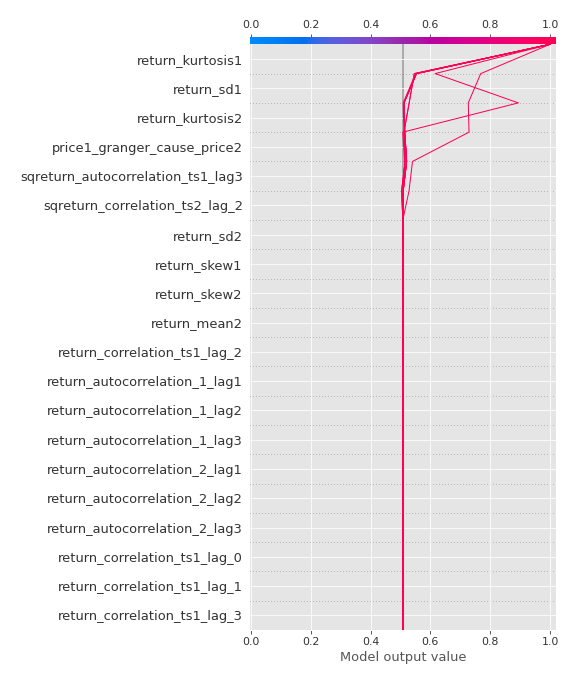 0.0 0.2 0.4 0.6 0.8 1.0
return_kurtosis1
return_sd1
return_kurtosis2
price1_granger_cause_price2
sqreturn_autocorrelation_ts1_lag3
sqreturn_correlation_ts2_lag_2
return_sd2
return_skew1
return_skew2
return_mean2
return_correlation_ts1_lag_2
return_autocorrelation_1_lag1
return_autocorrelation_1_lag2
return_autocorrelation_1_lag3
return_autocorrelation_2_lag1
return_autocorrelation_2_lag2
return_autocorrelation_2_lag3
return_correlation_ts1_lag_0
return_correlation_ts1_lag_1
return_correlation_ts1_lag_3
0.0 0.2 0.4 0.6 0.8 1.0
Model output value